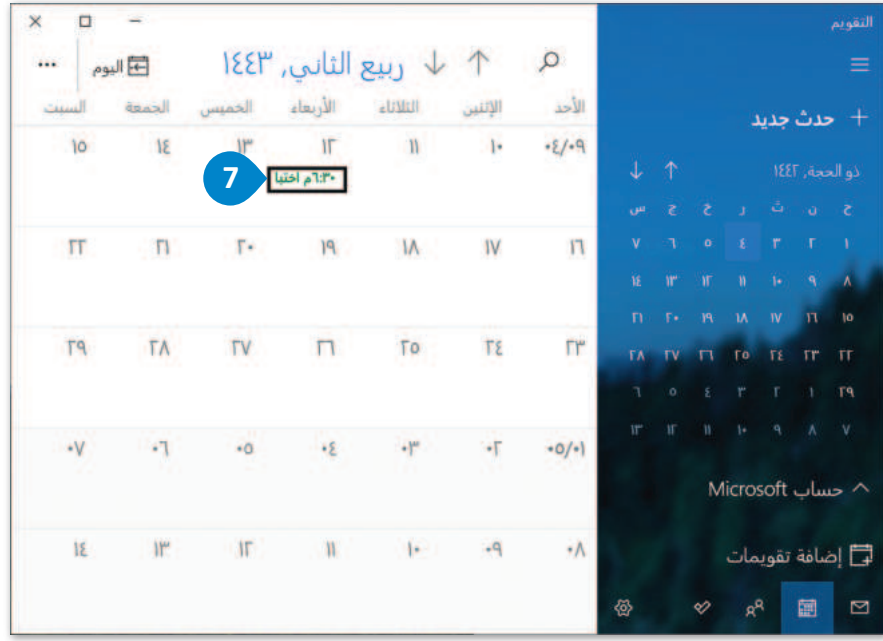 التقويم
+ حدث جديد
ذو الحجة, ١٤٤٢
ح ن ث ر خ ج س
١ ٢ ٣ ٤ ٥ ٦ ٧
٨ ٩ ١٠ ١١ ١٢ ١٣ ١٤
١٥ ١٦ ١٧ ١٨ ١٩ ٢٠ ٢١
٢٢ ٢٣ ٢٤ ٢٥ ٢٦ ٢٧ ٢٨
٢٩ ١ ٢ ٣ ٤ ٥ ٦
٧ ٨ ٩ ١٠ ١١ ١٢ ١٣
حساب Microsoft
إضافة تقويمات
ربيع الثاني, ١٤٤٣
اليوم
الأحد الإثنين الثلاثاء الأربعاء الخميس الجمعة السبت
٠٤/٠٩ ١٠ ١١ ١٢ ١٣ ١٤ ١٥
٦:٣٠م اختبا
7
١٦ ١٧ ١٨ ١٩ ٢٠ ٢١ ٢٢
٢٣ ٢٤ ٢٥ ٢٦ ٢٧ ٢٨ ٢٩
٠٥/٠١ ٠٢ ٠٣ ٠٤ ٠٥ ٠٦ ٠٧
٠٨ ٠٩ ١٠ ١١ ١٢ ١٣ ١٤